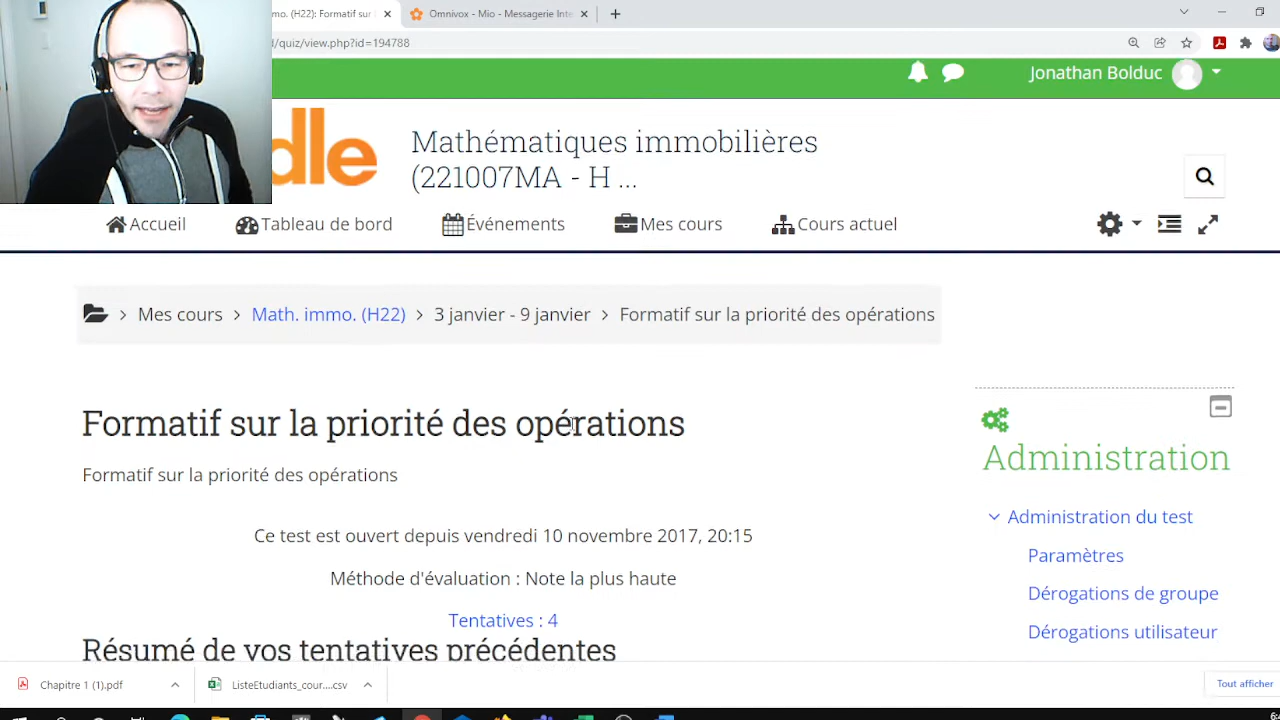 mo. (H22): Formatif sur l
Omnivox - Mio - Messagerie Inte
d/quiz/view.php?id=194788
Jonathan Bolduc
dle
Mathématiques immobilières
(221007MA - H ...
Accueil
Tableau de bord
Événements
Mes cours
Cours actuel
Mes cours
Math. immo. (H22)
3 janvier - 9 janvier
Formatif sur la priorité des opérations
Formatif sur la priorité des opérations
Formatif sur la priorité des opérations
Ce test est ouvert depuis vendredi 10 novembre 2017, 20:15
Méthode d'évaluation : Note la plus haute
Tentatives : 4
Résumé de vos tentatives précédentes
Administration
Administration du test
Paramètres
Dérogations de groupe
Dérogations utilisateur
Chapitre 1 (1).pdf
ListeEtudiants_cour....csv
Tout afficher